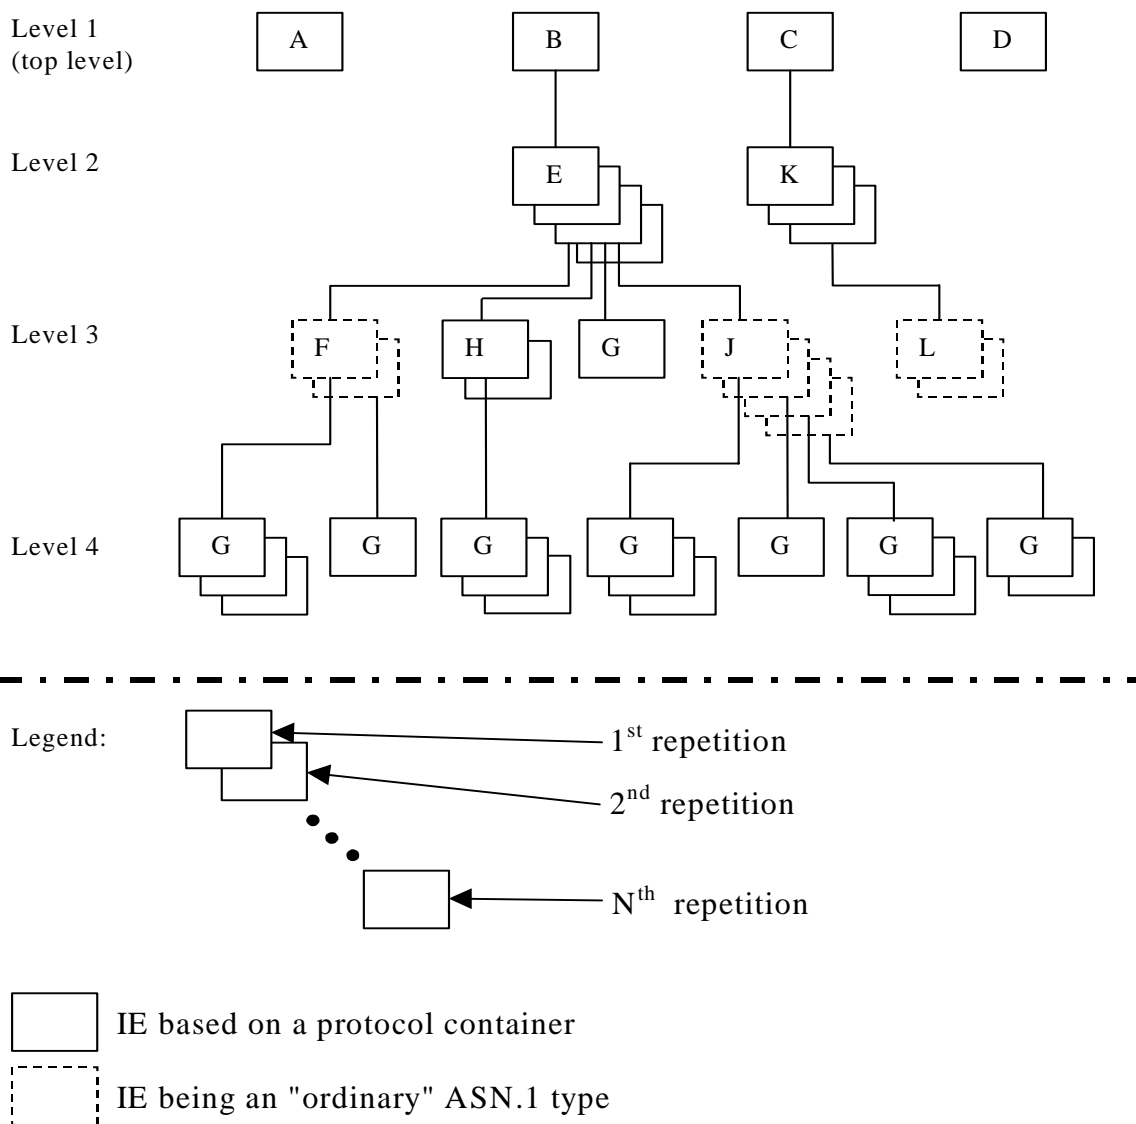 Level 1
(top level)
A B C D
Level 2
E K
Level 3
F H G J L
Level 4
G G G G G G G
Legend:
1st repetition
2nd repetition
Nth repetition
IE based on a protocol container
IE being an "ordinary" ASN.1 type